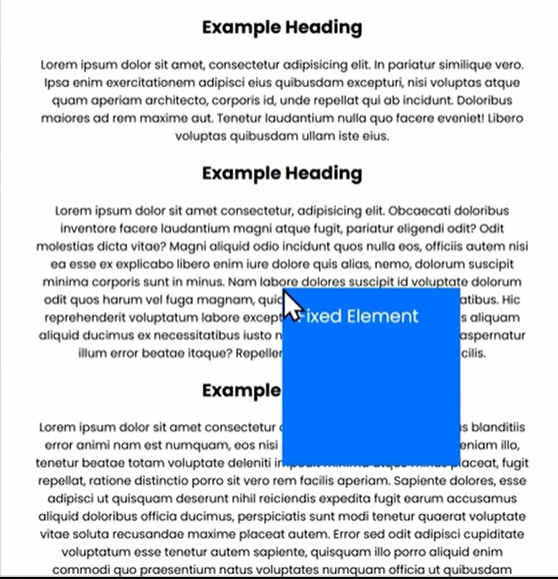 Example Heading
Lorem ipsum dolor sit amet, consectetur adipisicing elit. In pariatur similique vero.
Ipsa enim exercitationem adipisci eius quibusdam excepturi, nisi voluptas atque
quam aperiam architecto, corporis id, unde repellat qui ab incidunt. Doloribus
maiores ad rem maxime aut. Tenetur laudantium nulla quo facere eveniet! Libero
voluptas quibusdam ullam iste eius.
Example Heading
Lorem ipsum dolor sit amet consectetur, adipisicing elit. Obcaecati doloribus
inventore facere laudantium magni atque fugit, pariatur eligendi odit? Odit
molestias dicta vitae? Magni aliquid odio incidunt quos nulla eos, officiis autem nisi
ea esse ex explicabo libero enim iure dolore quis alias, nemo, dolorum suscipit
minima corporis sunt in minus. Nam labore dolores suscipit id voluptate dolorum
odit quos harum vel fuga magnam, quic atibus. Hic
reprehenderit voluptatum labore except ixed Element s aliquam
aliquid ducimus ex necessitatibus iusto n aspernatur
illum error beatae itaque? Repeller cilis.
Example
Lorem ipsum dolor sit amet consectetur s blanditiis
error animi nam est numquam, eos nisi eniam illo,
tenetur beatae totam voluptate deleniti in placeat, fugit
repellat, ratione distinctio porro sit vero rem facilis aperiam. Sapiente dolores, esse
adipisci ut quisquam deserunt nihil reiciendis expedita fugit earum accusamus
aliquid doloribus officia ducimus, perspiciatis sunt modi tenetur quaerat voluptate
vitae soluta recusandae maxime placeat autem. Error sed odit adipisci cupiditate
voluptatum esse tenetur autem sapiente, quisquam illo porro aliquid enim
commodi quo praesentium natus voluptates numquam officia ut quibusdam